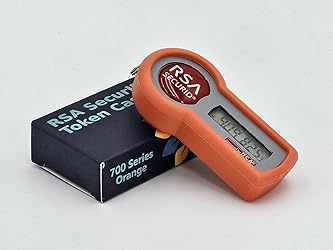 RSA Securi
Token Ca
700 Series
Orange
RSA
SECURID®